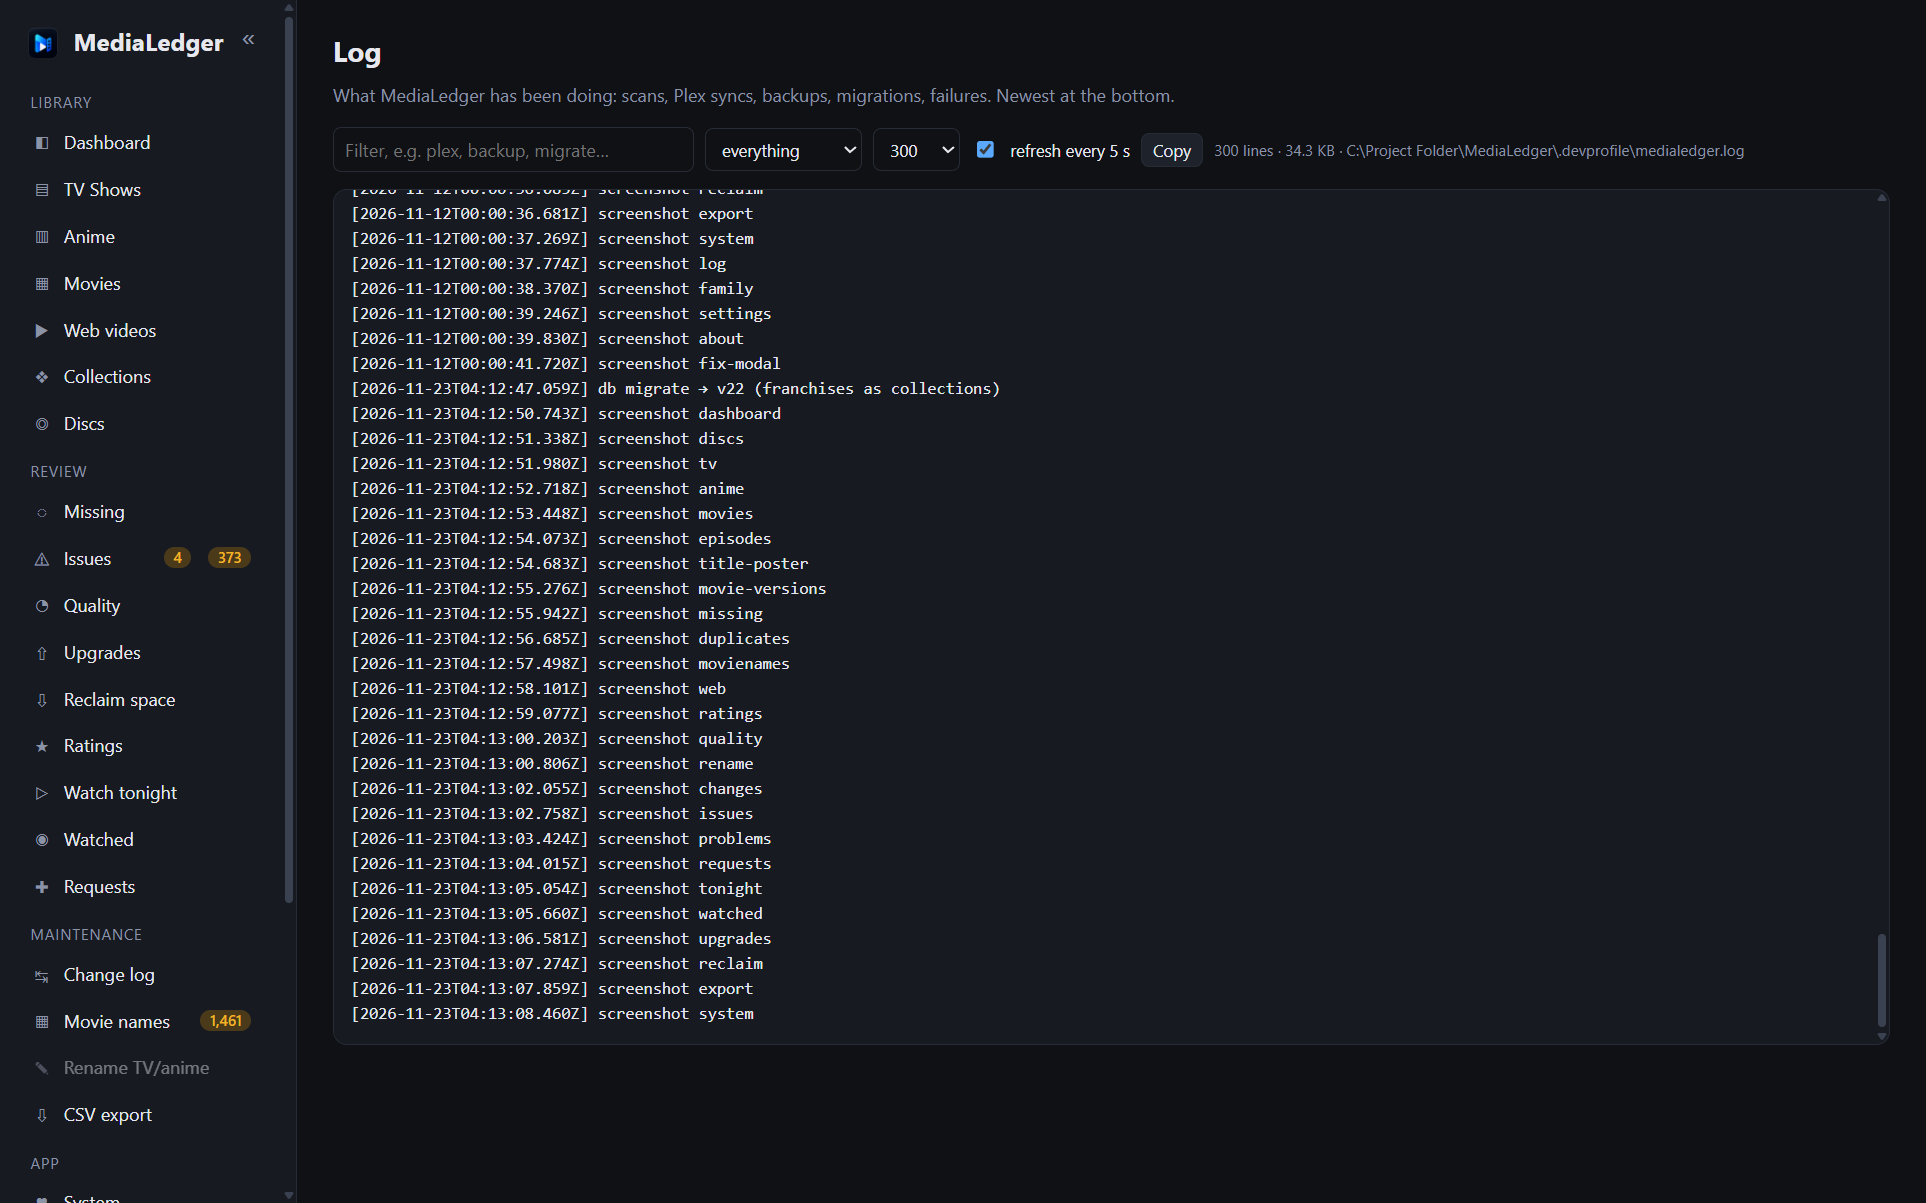 MediaLedger «
LIBRARY
Dashboard
TV Shows
Anime
Movies
Web videos
Collections
Discs
REVIEW
Missing
Issues 4 373
Quality
Upgrades
Reclaim space
Ratings
Watch tonight
Watched
Requests
MAINTENANCE
Change log
Movie names 1,461
Rename TV/anime
CSV export
APP
System
Log
What MediaLedger has been doing: scans, Plex syncs, backups, migrations, failures. Newest at the bottom.
Filter, e.g. plex, backup, migrate... everything 300 refresh every 5 s Copy 300 lines · 34.3 KB · C:\Project Folder\MediaLedger\.devprofile\medialedger.log
[2026-11-12T00:00:36.085Z] screenshot reclaim
[2026-11-12T00:00:36.681Z] screenshot export
[2026-11-12T00:00:37.269Z] screenshot system
[2026-11-12T00:00:37.774Z] screenshot log
[2026-11-12T00:00:38.370Z] screenshot family
[2026-11-12T00:00:39.246Z] screenshot settings
[2026-11-12T00:00:39.830Z] screenshot about
[2026-11-12T00:00:41.720Z] screenshot fix-modal
[2026-11-23T04:12:47.059Z] db migrate → v22 (franchises as collections)
[2026-11-23T04:12:50.743Z] screenshot dashboard
[2026-11-23T04:12:51.338Z] screenshot discs
[2026-11-23T04:12:51.980Z] screenshot tv
[2026-11-23T04:12:52.718Z] screenshot anime
[2026-11-23T04:12:53.448Z] screenshot movies
[2026-11-23T04:12:54.073Z] screenshot episodes
[2026-11-23T04:12:54.683Z] screenshot title-poster
[2026-11-23T04:12:55.276Z] screenshot movie-versions
[2026-11-23T04:12:55.942Z] screenshot missing
[2026-11-23T04:12:56.685Z] screenshot duplicates
[2026-11-23T04:12:57.498Z] screenshot movienames
[2026-11-23T04:12:58.101Z] screenshot web
[2026-11-23T04:12:59.077Z] screenshot ratings
[2026-11-23T04:13:00.203Z] screenshot quality
[2026-11-23T04:13:00.806Z] screenshot rename
[2026-11-23T04:13:02.055Z] screenshot changes
[2026-11-23T04:13:02.758Z] screenshot issues
[2026-11-23T04:13:03.424Z] screenshot problems
[2026-11-23T04:13:04.015Z] screenshot requests
[2026-11-23T04:13:05.054Z] screenshot tonight
[2026-11-23T04:13:05.660Z] screenshot watched
[2026-11-23T04:13:06.581Z] screenshot upgrades
[2026-11-23T04:13:07.274Z] screenshot reclaim
[2026-11-23T04:13:07.859Z] screenshot export
[2026-11-23T04:13:08.460Z] screenshot system